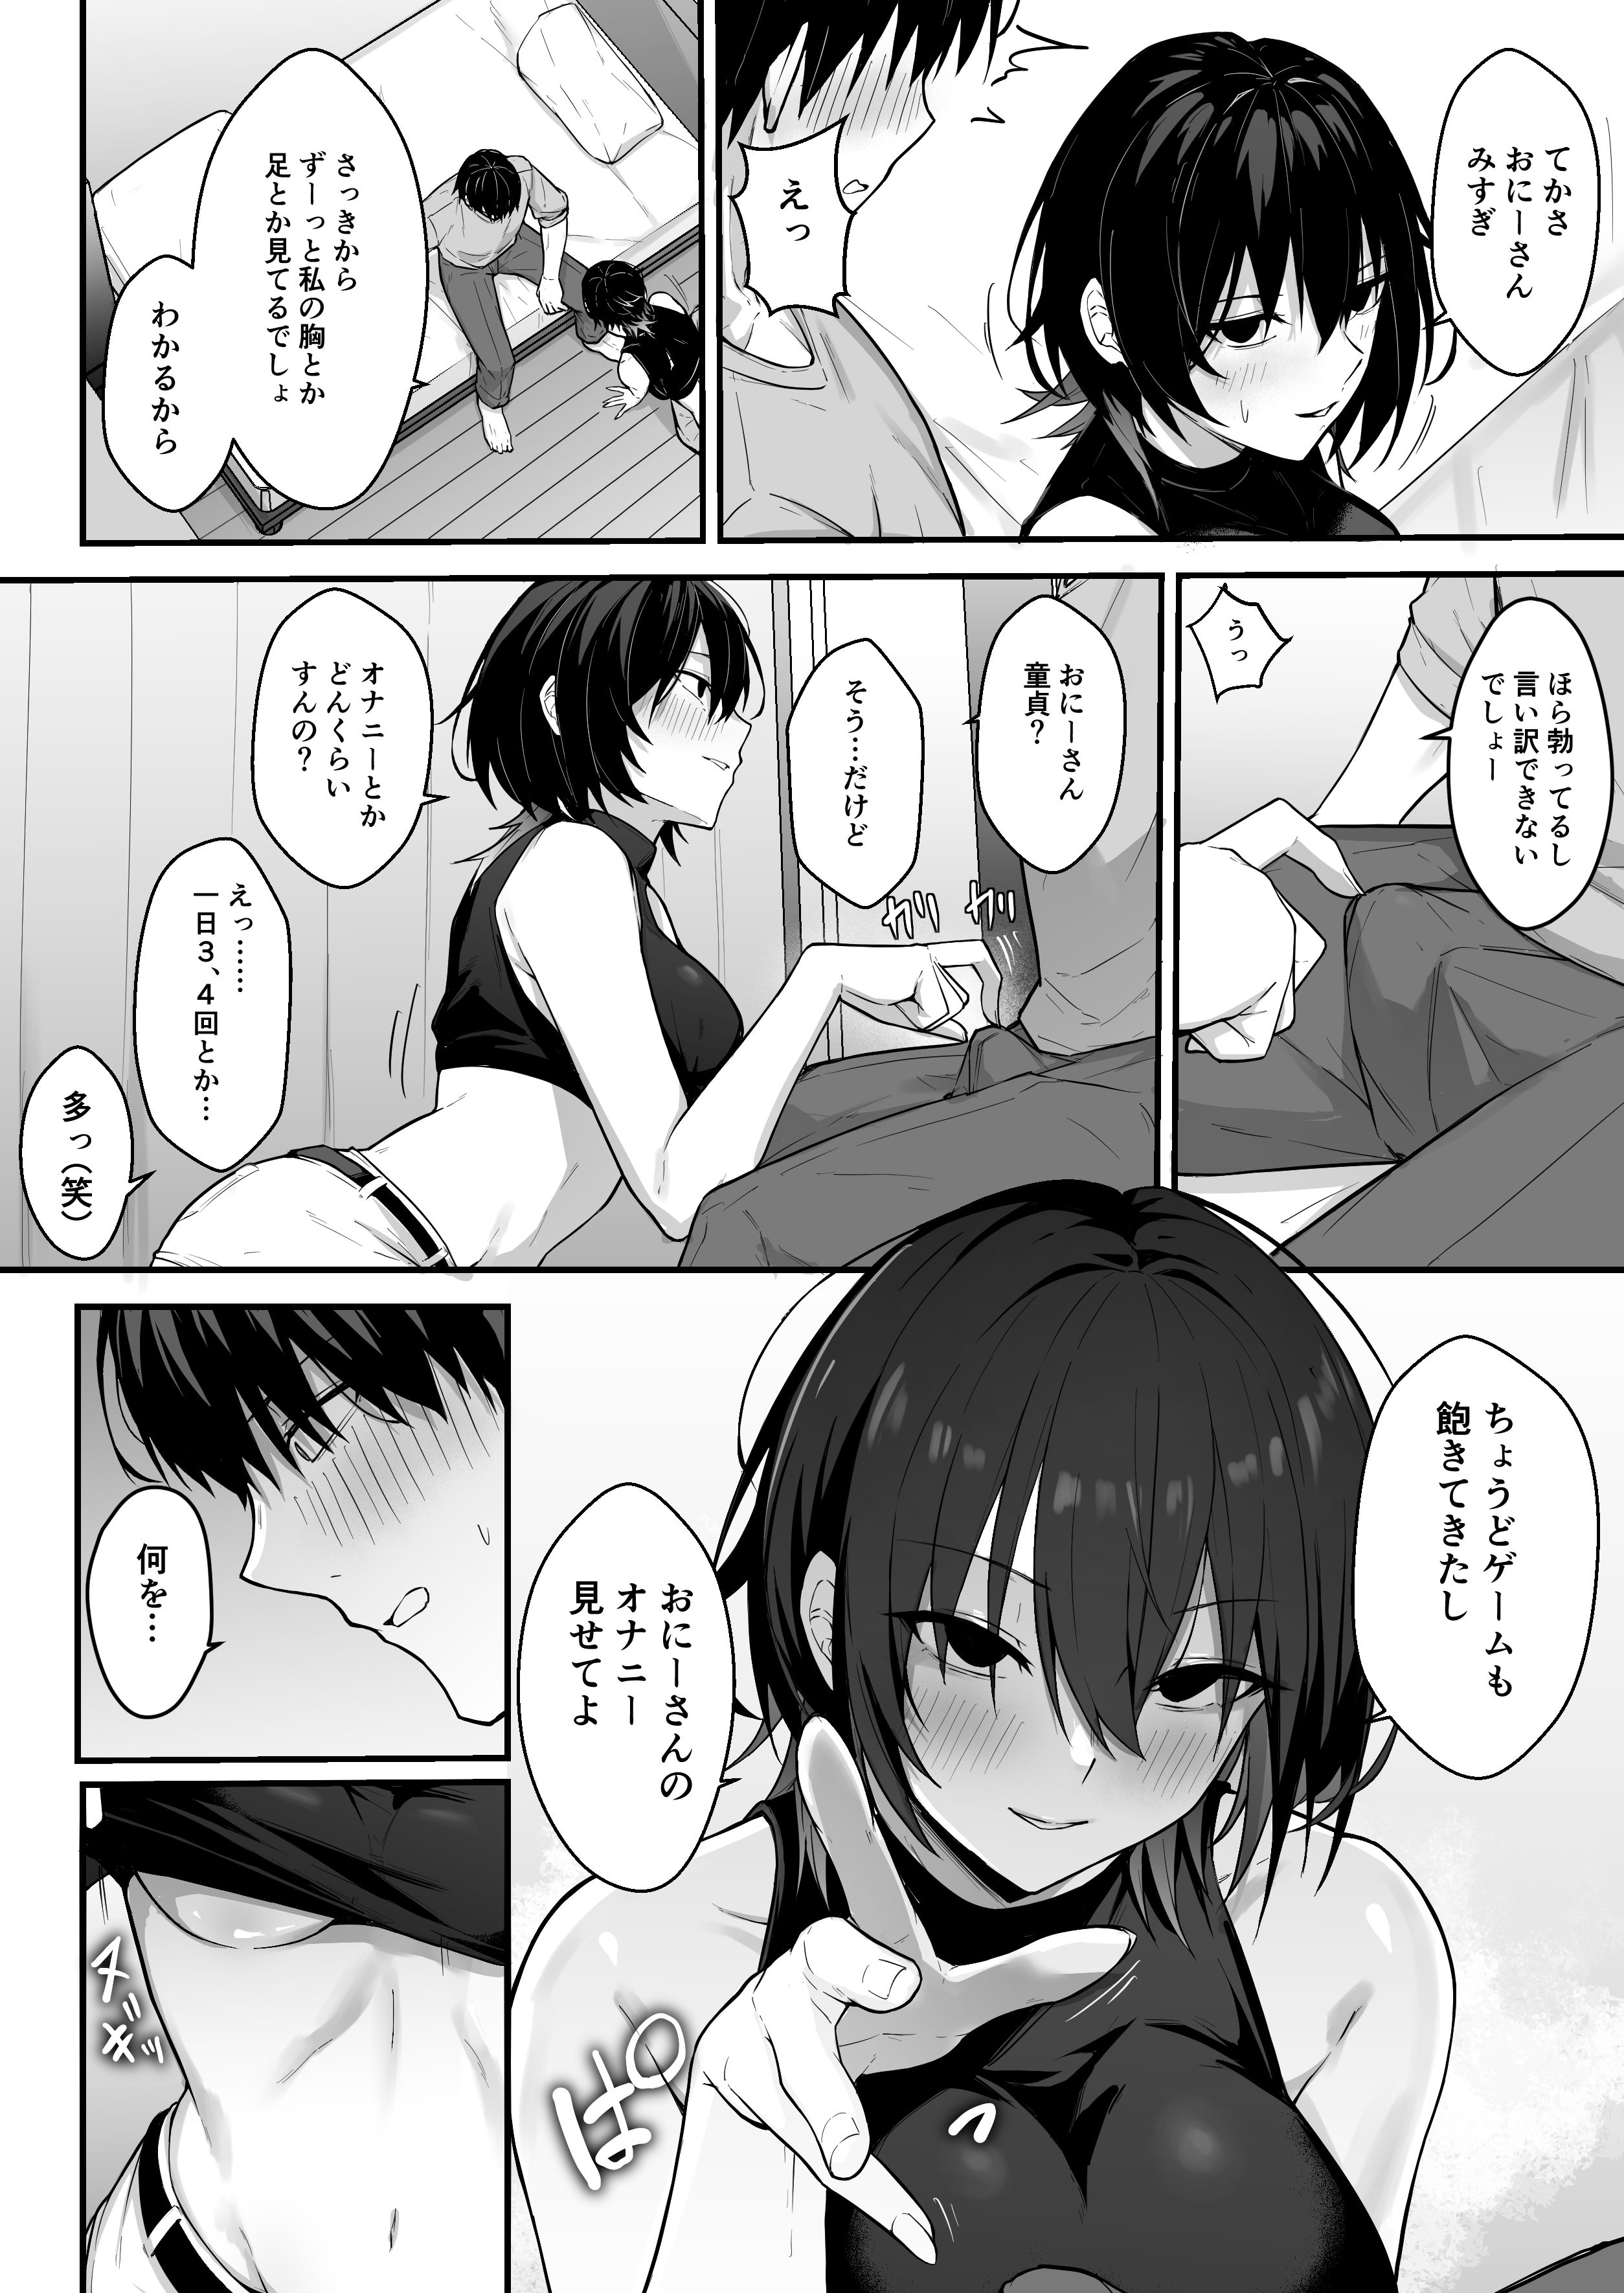 てかさ
おにーさん
みすぎ
えっ
さっきから
ずーっと私の胸とか
足とか見てるでしょ
わかるから
ほら勃ってるし
言い訳できない
でしょー
うっ
おにーさん
童貞？
そう…だけど
カリ
カリ
オナニーとか
どんくらい
すんの？
えっ……
一日３、４回とか…
多っ（笑）
ちょうどゲームも
飽きてきたし
おにーさんの
オナニー
見せてよ
ぱっ
何を…
ヌギッ